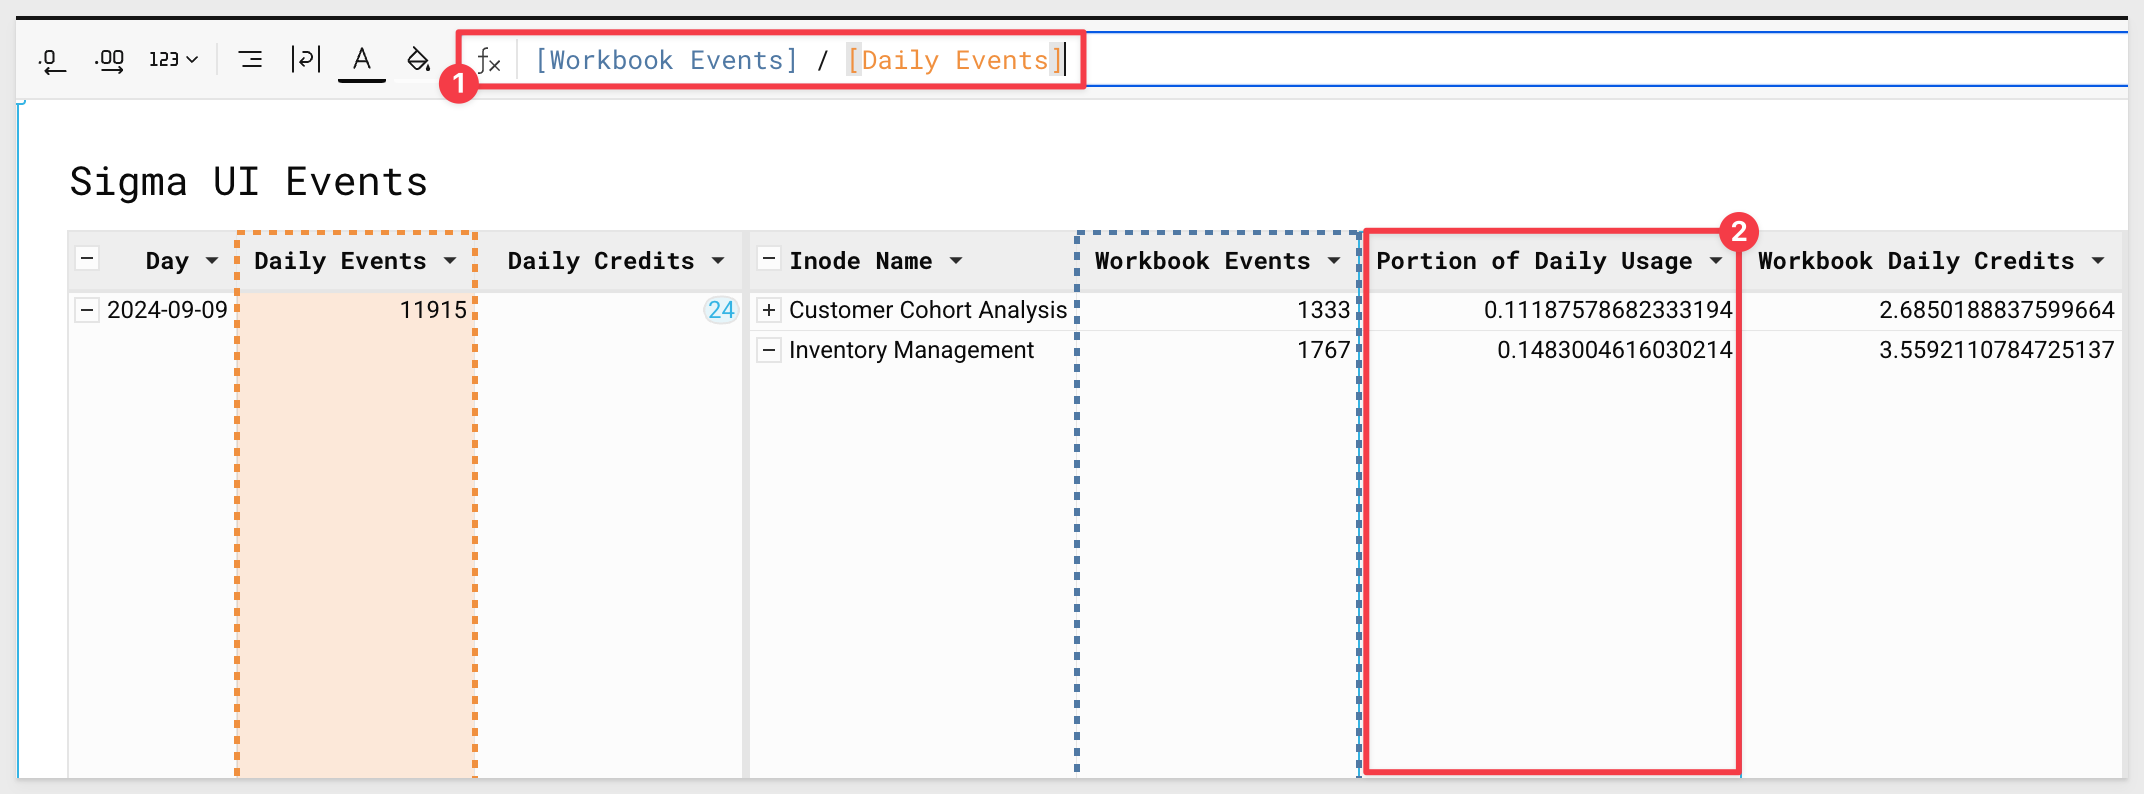 .0 .00 123 A fx [Workbook Events] / [Daily Events]
1
Sigma UI Events
2
Day Daily Events Daily Credits Inode Name Workbook Events Portion of Daily Usage Workbook Daily Credits
2024-09-09 11915 24 Customer Cohort Analysis 1333 0.11187578682333194 2.6850188837599664
Inventory Management 1767 0.1483004616030214 3.5592110784725137